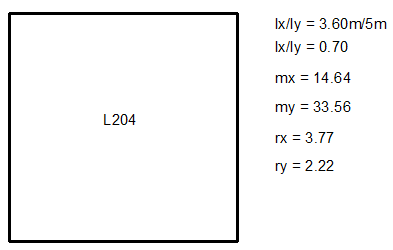 lx/ly = 3.60m/5m
lx/ly = 0.70
mx = 14.64
my = 33.56
L204
rx = 3.77
ry = 2.22